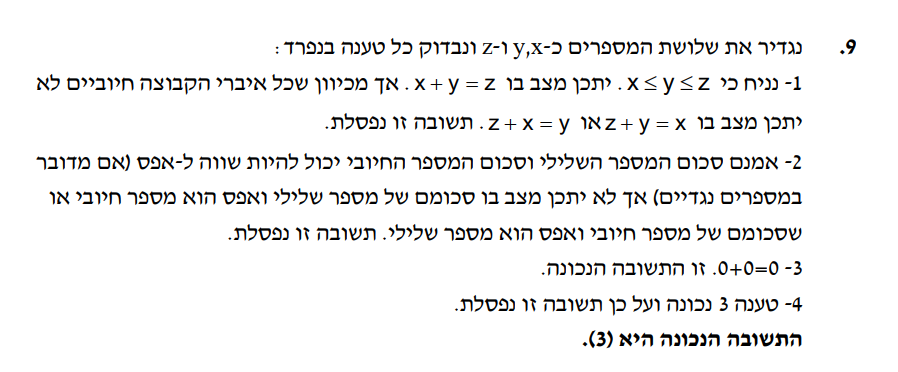 9. נגדיר את שלושת המספרים כ-y,x ו-z ונבדוק כל טענה בנפרד:
1- נניח כי x ≤ y ≤ z. יתכן מצב בו x + y = z. אך מכיוון שכל איברי הקבוצה חיוביים לא
יתכן מצב בו z + y = x או z + x = y. תשובה זו נפסלת.
2- אמנם סכום המספר השלילי וסכום המספר החיובי יכול להיות שווה ל-אפס (אם מדובר
במספרים נגדיים) אך לא יתכן מצב בו סכומם של מספר שלילי ואפס הוא מספר חיובי או
שסכומם של מספר חיובי ואפס הוא מספר שלילי. תשובה זו נפסלת.
3- 0+0=0. זו התשובה הנכונה.
4- טענה 3 נכונה ועל כן תשובה זו נפסלת.
התשובה הנכונה היא (3).